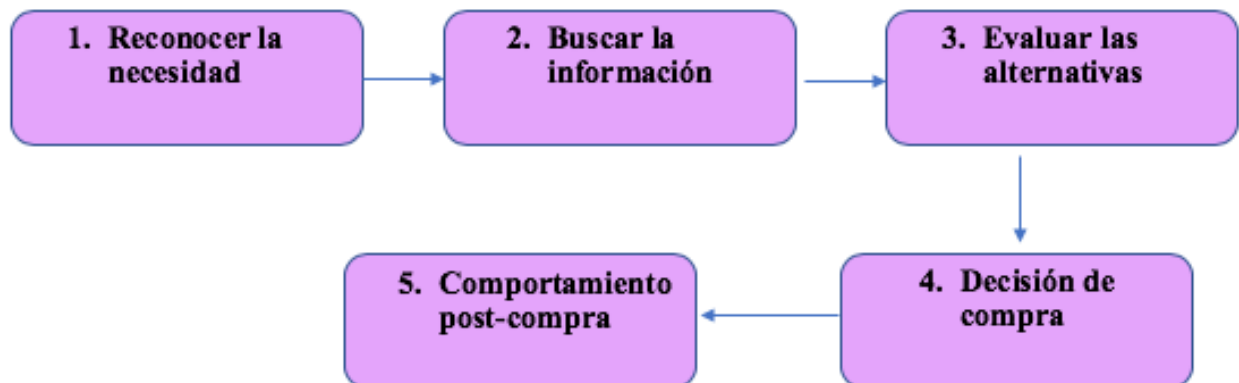 1. Reconocer la
necesidad
2. Buscar la
información
3. Evaluar las
alternativas
4. Decisión de
compra
5. Comportamiento
post-compra